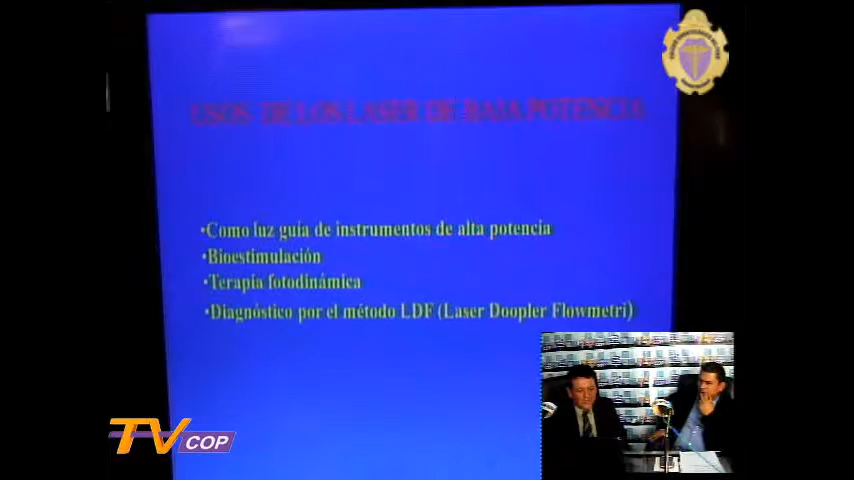 USOS DE LOS LASER DE BAJA POTENCIA
•Como luz guía de instrumentos de alta potencia
•Bioestimulación
•Terapia fotodinámica
•Diagnóstico por el método LDF (Laser Doopler Flowmetri)
TV COP